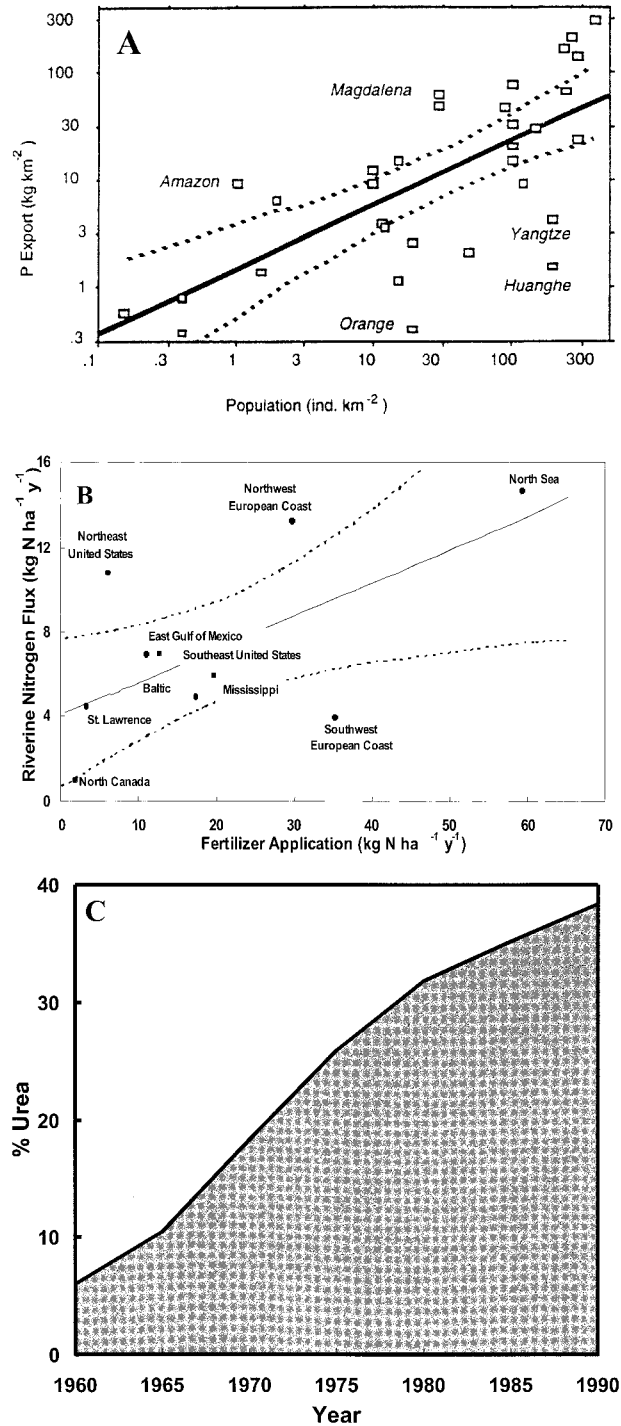 A
300
100
30
10
3
1
.3
P Export (kg km-2)
Magdalena
Amazon
Yangtze
Huanghe
Orange
.1
.3
1
3
10
30
100
300
Population (ind. km-2 )
B
16
12
8
4
0
Riverine Nitrogen Flux (kg N ha -1 y-1)
North Sea
Northwest
European Coast
Northeast
United States
East Gulf of Mexico
Southeast United States
Baltic
Mississippi
St. Lawrence
Southwest
European Coast
North Canada
0
10
20
30
40
50
60
70
Fertilizer Application (kg N ha -1 y-1)
C
40
30
20
10
0
% Urea
1960
1965
1970
1975
1980
1985
1990
Year